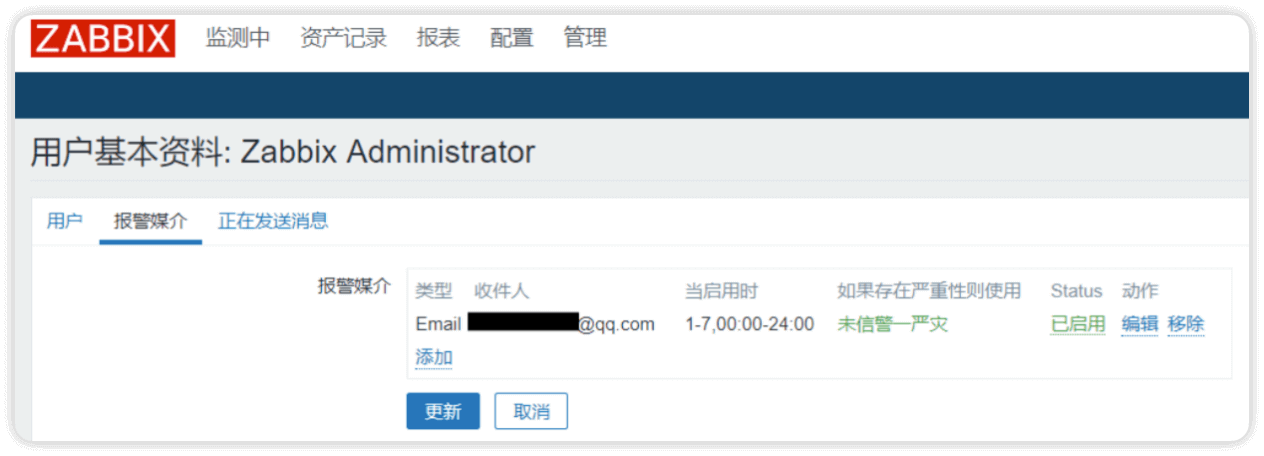 ZABBIX 监测中 资产记录 报表 配置 管理
用户基本资料: Zabbix Administrator
用户 报警媒介 正在发送消息
报警媒介 类型 收件人 当启用时 如果存在严重性则使用 Status 动作
Email @qq.com 1-7,00:00-24:00 未信警一严灾 已启用 编辑 移除
添加
更新 取消